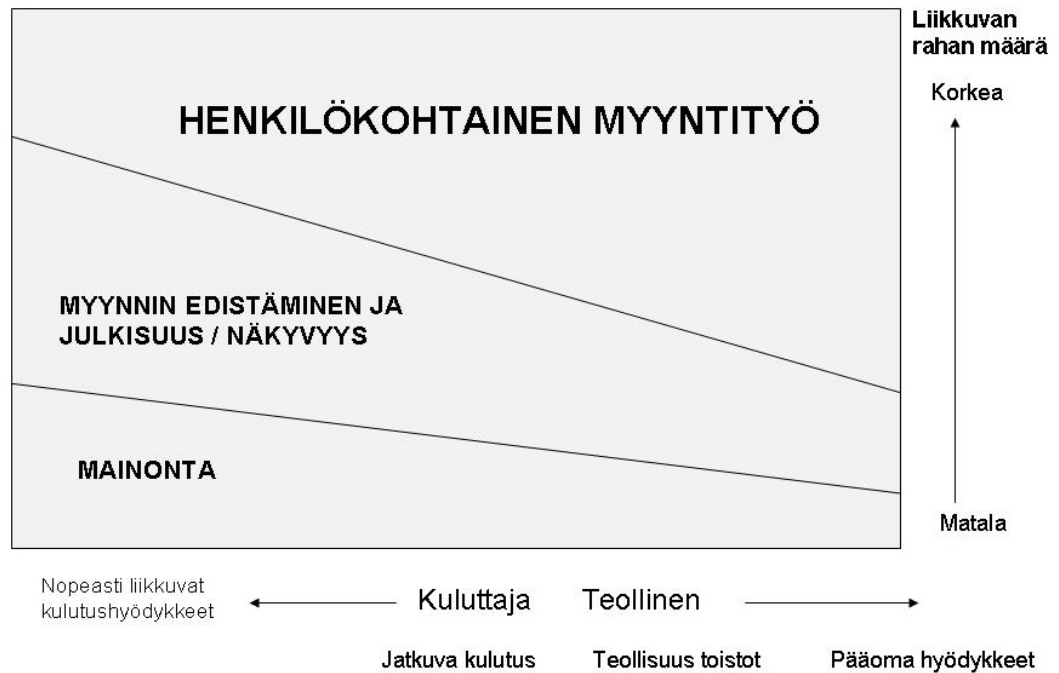 Liikkuvan
rahan määrä
Korkea
HENKILÖKOHTAINEN MYYNTITYÖ
MYYNNIN EDISTÄMINEN JA
JULKISUUS / NÄKYVYYS
MAINONTA
Matala
Nopeasti liikkuvat
kulutushyödykkeet
Kuluttaja Teollinen
Jatkuva kulutus Teollisuus toistot Pääoma hyödykkeet